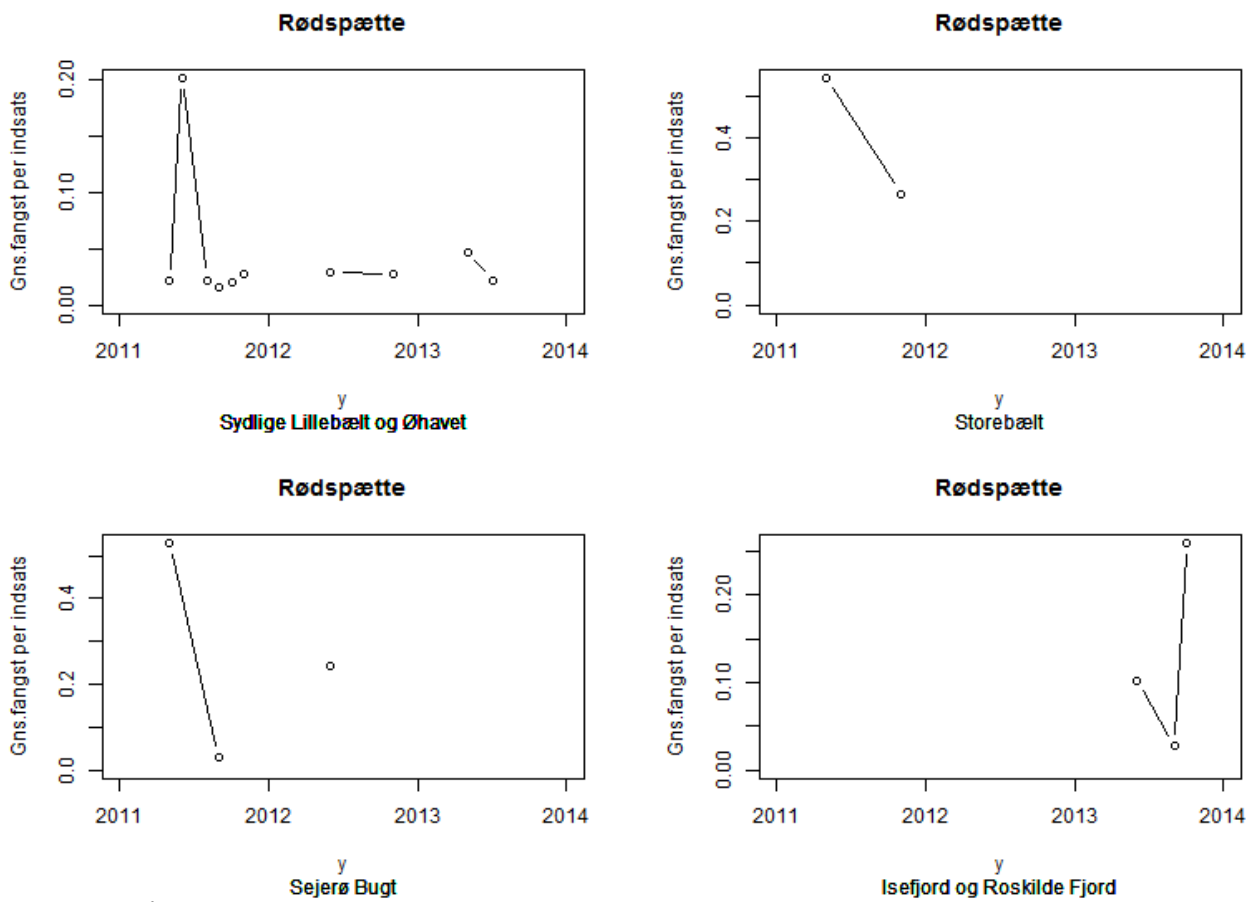 Rødspætte
Gns.fangst per indsats
0.20
0.10
0.00
2011 2012 2013 2014
y
Sydlige Lillebælt og Øhavet
Rødspætte
Gns.fangst per indsats
0.4
0.2
0.0
2011 2012 2013 2014
y
Storebælt
Rødspætte
Gns.fangst per indsats
0.4
0.2
0.0
2011 2012 2013 2014
y
Sejerø Bugt
Rødspætte
Gns.fangst per indsats
0.20
0.10
0.00
2011 2012 2013 2014
y
Isefjord og Roskilde Fjord